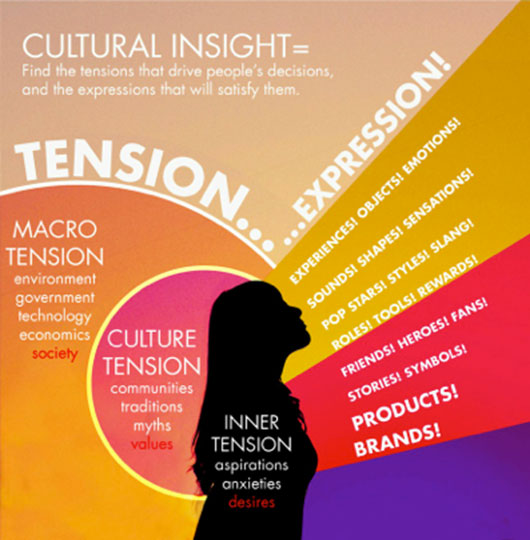 CULTURAL INSIGHT=
Find the tensions that drive people's decisions,
and the expressions that will satisfy them.
TENSION...
...EXPRESSION!
MACRO
TENSION
environment
government
technology
economics
society
CULTURE
TENSION
communities
traditions
myths
values
INNER
TENSION
aspirations
anxieties
desires
EXPERIENCES! OBJECTS! EMOTIONS!
SOUNDS! SHAPES! SENSATIONS!
POP STARS! STYLES! SLANG!
ROLES! TOOLS! REWARDS!
FRIENDS! HEROES! FANS!
STORIES! SYMBOLS!
PRODUCTS!
BRANDS!